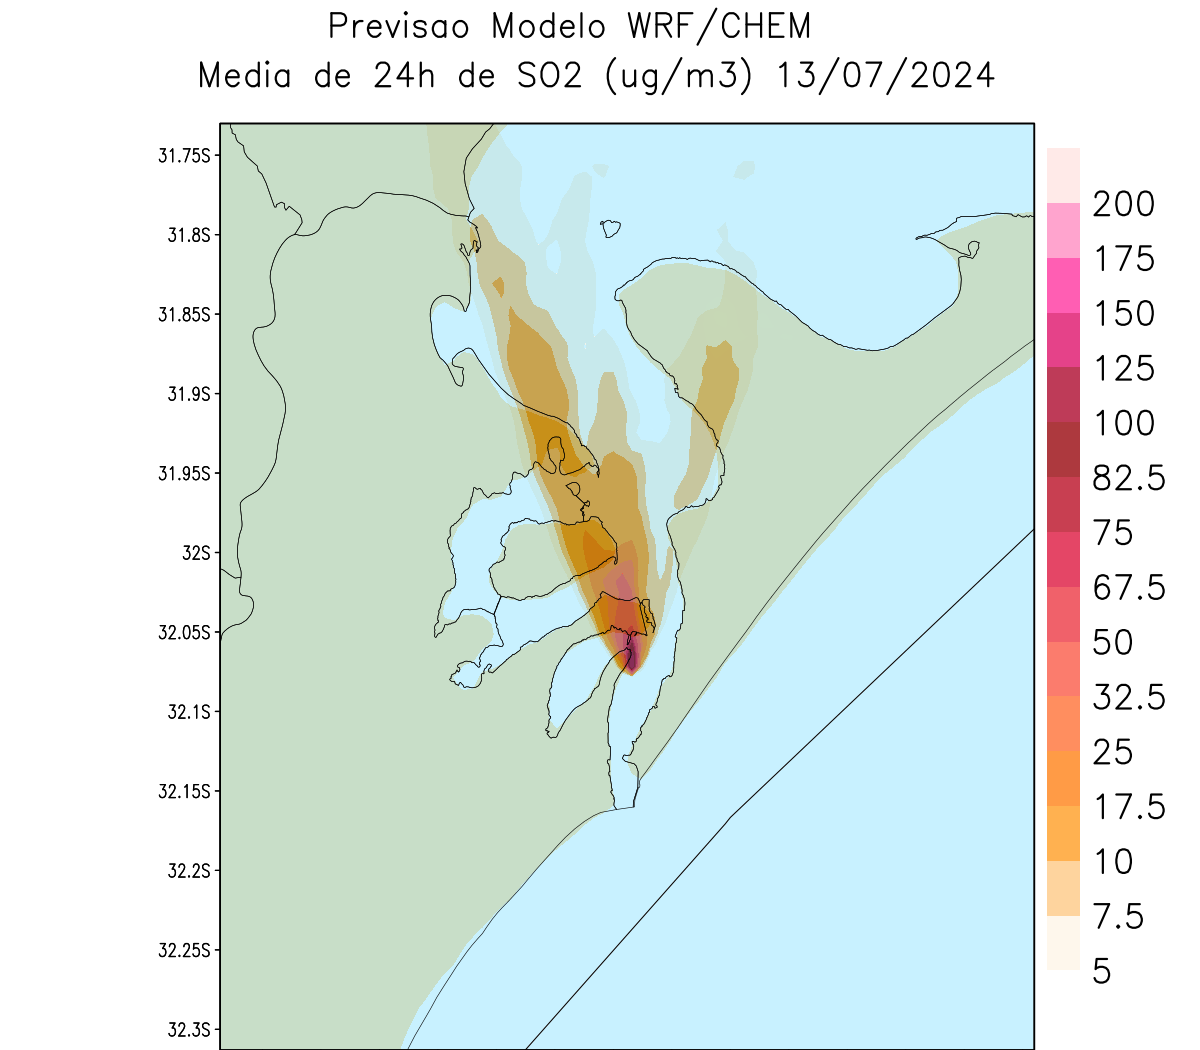 Previsao Modelo WRF/CHEM
Media de 24h de SO2 (ug/m3) 13/07/2024
31.75S
31.8S
31.85S
31.9S
31.95S
32S
32.05S
32.1S
32.15S
32.2S
32.25S
32.3S
200
175
150
125
100
82.5
75
67.5
50
32.5
25
17.5
10
7.5
5